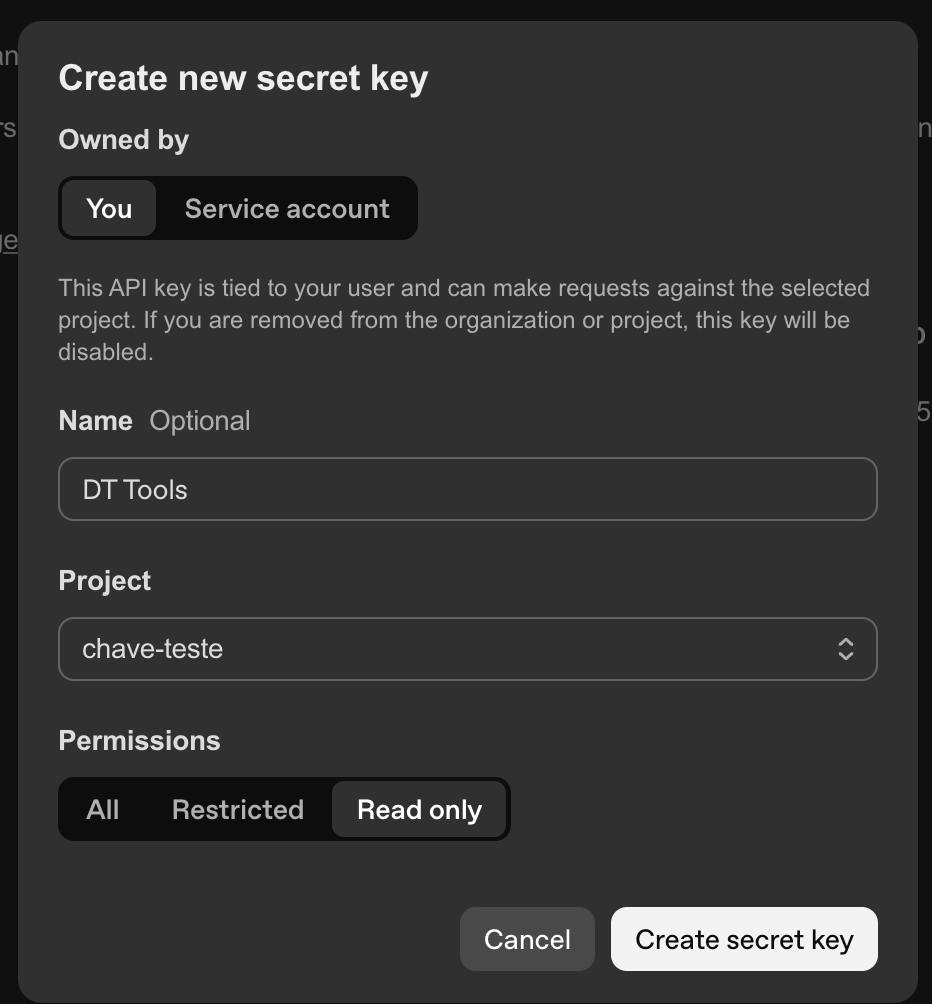 Create new secret key
Owned by
You Service account
This API key is tied to your user and can make requests against the selected
project. If you are removed from the organization or project, this key will be
disabled.
Name Optional
DT Tools
Project
chave-teste
Permissions
All Restricted Read only
Cancel Create secret key